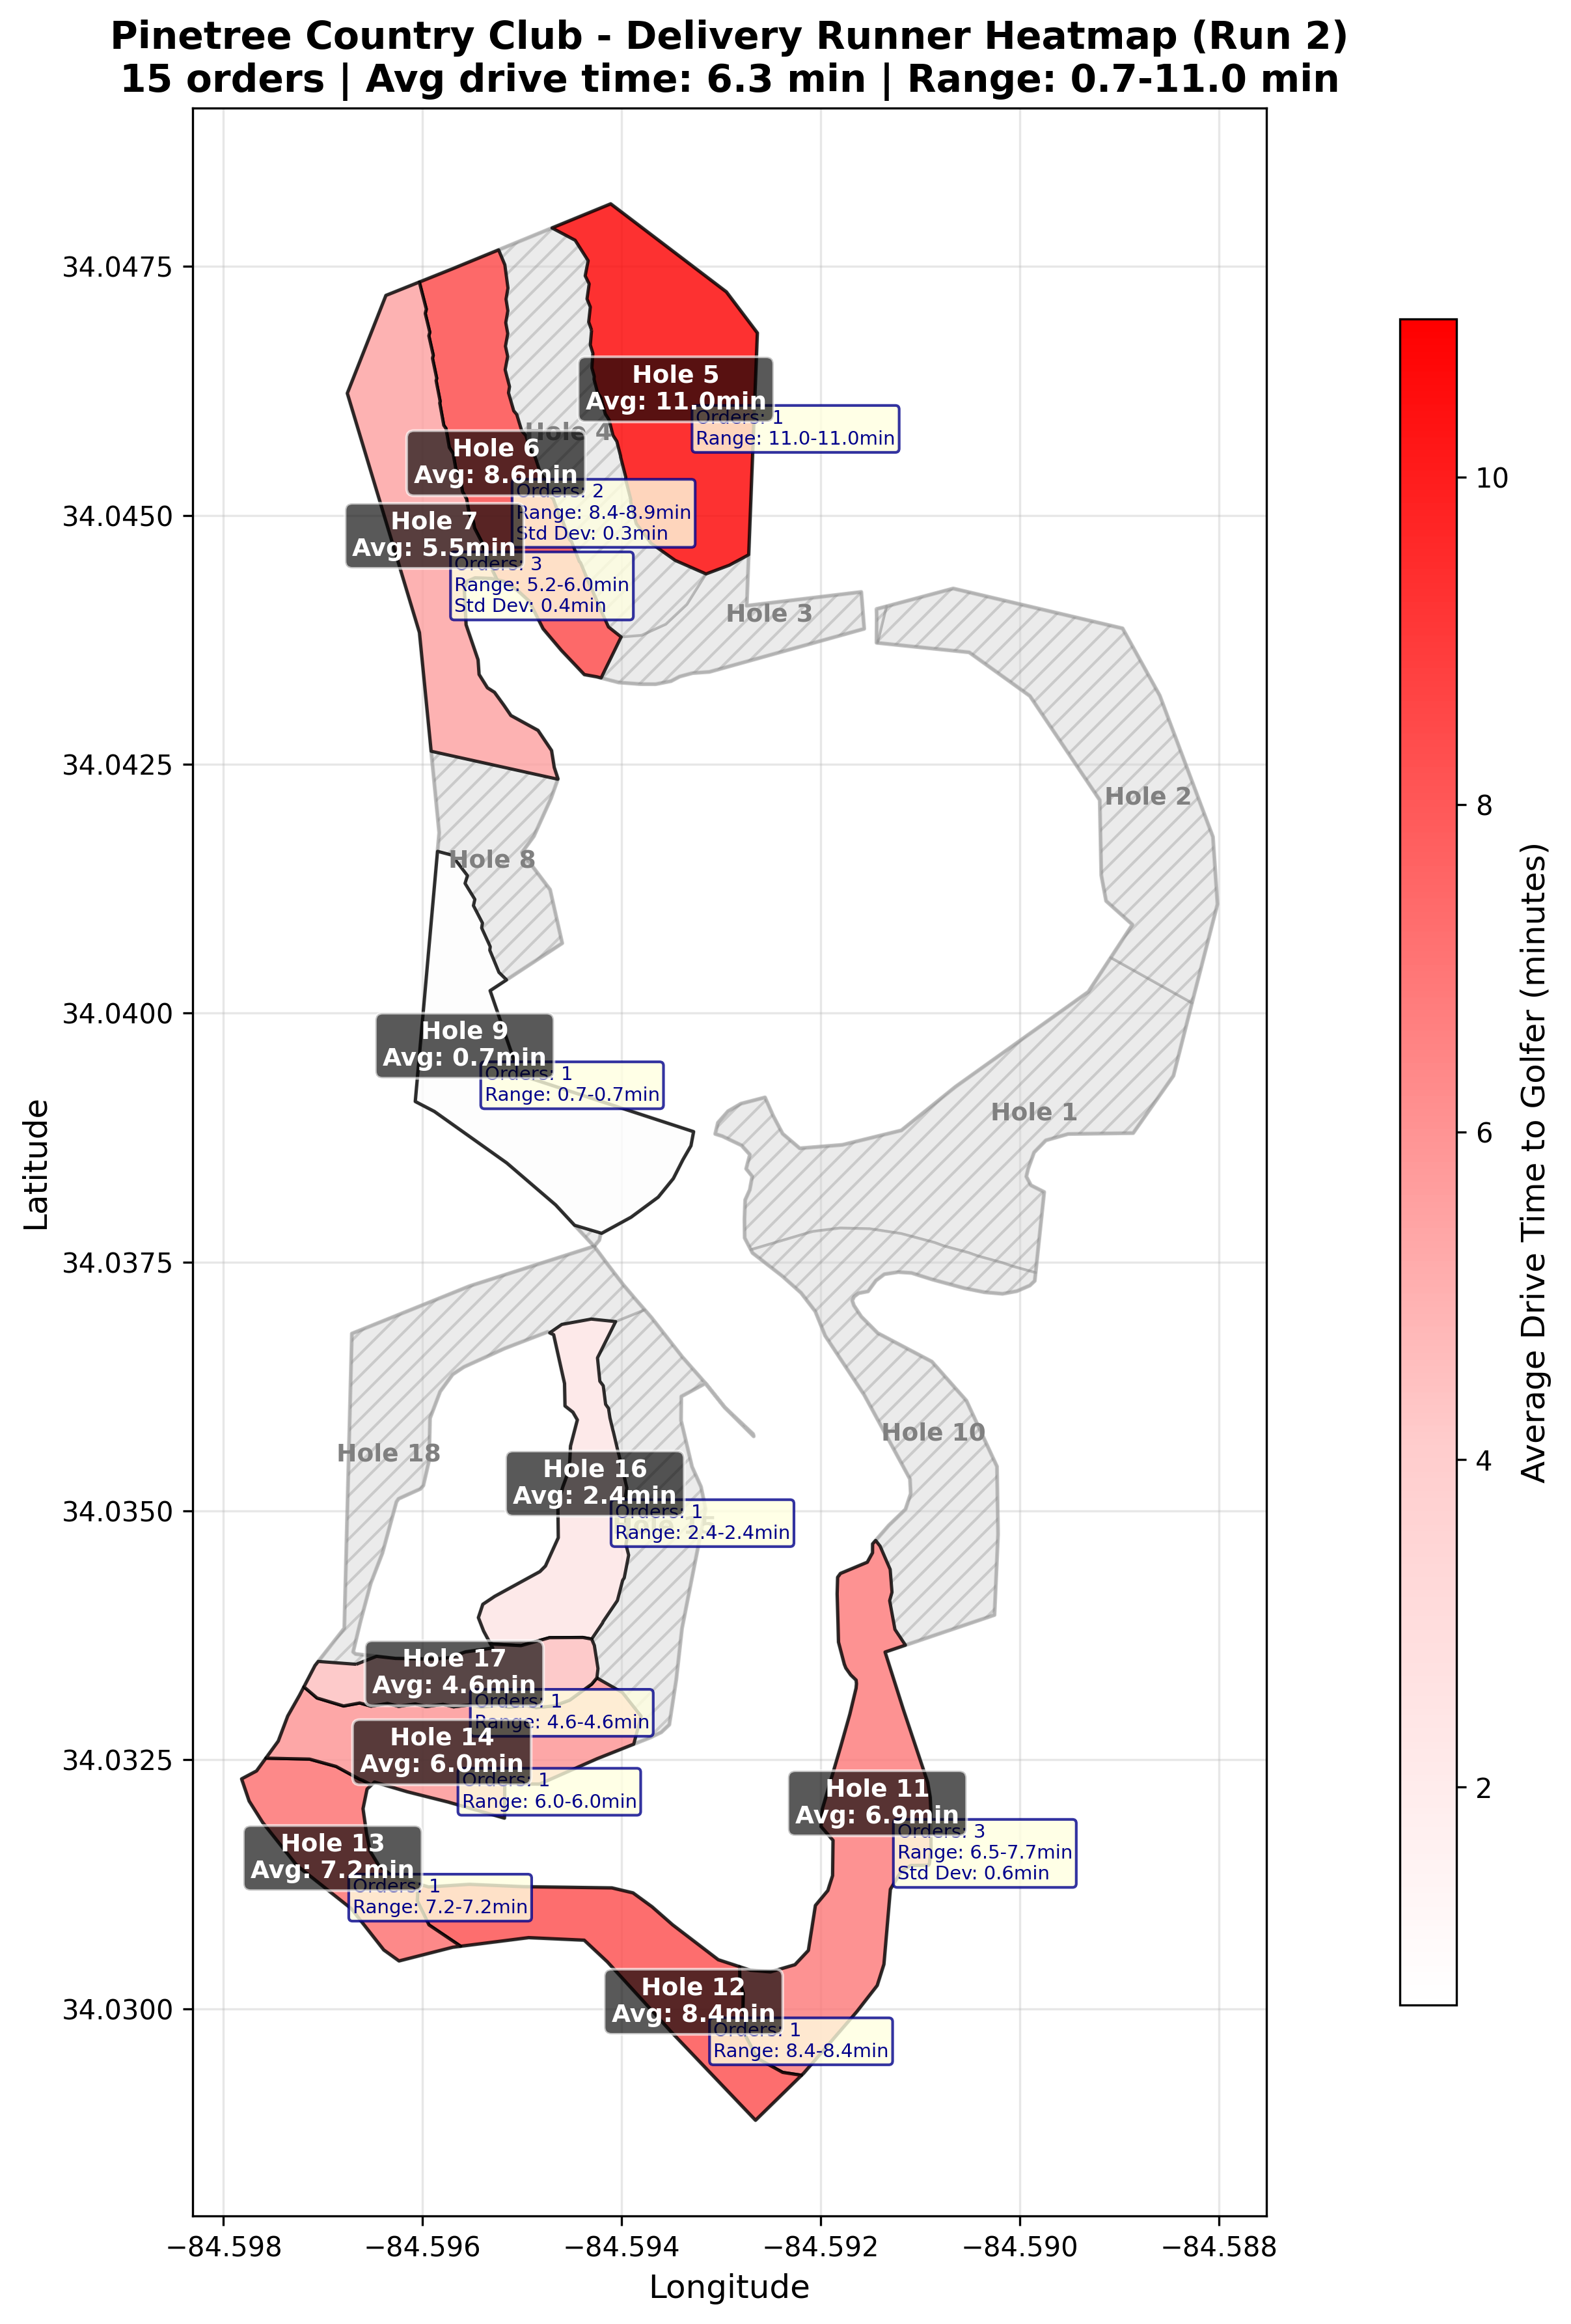 Pinetree Country Club - Delivery Runner Heatmap (Run 2)
15 orders | Avg drive time: 6.3 min | Range: 0.7-11.0 min
Latitude
34.0475
34.0450
34.0425
34.0400
34.0375
34.0350
34.0325
34.0300
Hole 5
Avg: 11.0min
Orders: 1
Range: 11.0-11.0min
Hole 4
Hole 6
Avg: 8.6min
Orders: 2
Range: 8.4-8.9min
Std Dev: 0.3min
Hole 7
Avg: 5.5min
Orders: 3
Range: 5.2-6.0min
Std Dev: 0.4min
Hole 3
Hole 2
Hole 8
Hole 9
Avg: 0.7min
Orders: 1
Range: 0.7-0.7min
Hole 1
Hole 10
Hole 18
Hole 16
Avg: 2.4min
Orders: 1
Range: 2.4-2.4min
Hole 17
Avg: 4.6min
Orders: 1
Range: 4.6-4.6min
Hole 14
Avg: 6.0min
Orders: 1
Range: 6.0-6.0min
Hole 11
Avg: 6.9min
Orders: 3
Range: 6.5-7.7min
Std Dev: 0.6min
Hole 13
Avg: 7.2min
Orders: 1
Range: 7.2-7.2min
Hole 12
Avg: 8.4min
Orders: 1
Range: 8.4-8.4min
−84.598
−84.596
−84.594
−84.592
−84.590
−84.588
Longitude
10
8
6
4
2
Average Drive Time to Golfer (minutes)